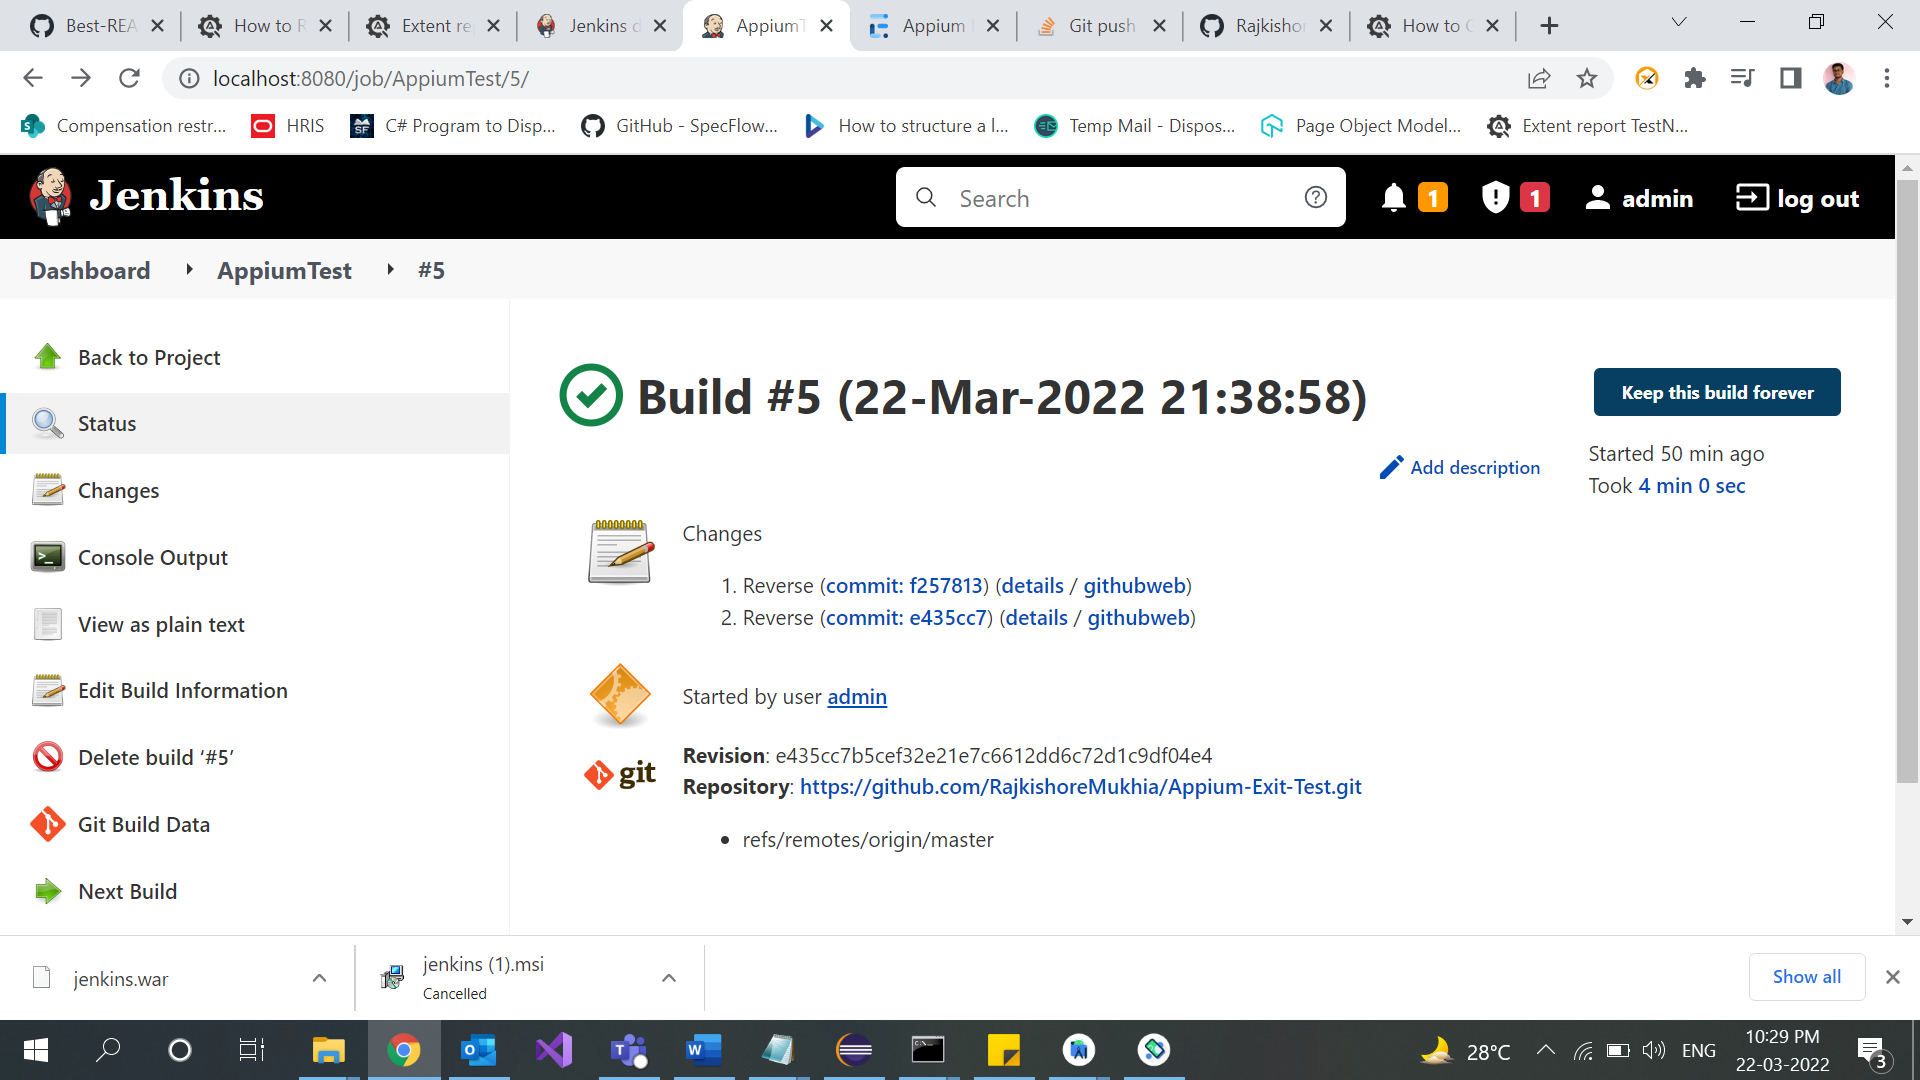 Best-REA
How to R
Extent re
Jenkins d
AppiumT
Appium
Git push
Rajkishor
How to C
localhost:8080/job/AppiumTest/5/
Compensation restr...
HRIS
C# Program to Disp...
GitHub - SpecFlow...
How to structure a l...
Temp Mail - Dispos...
Page Object Model...
Extent report TestN...
Jenkins
Search
1
1
admin
log out
Dashboard
AppiumTest
#5
Back to Project
Status
Changes
Console Output
View as plain text
Edit Build Information
Delete build ‘#5’
Git Build Data
Next Build
Build #5 (22-Mar-2022 21:38:58)
Keep this build forever
Add description
Started 50 min ago
Took 4 min 0 sec
Changes
1. Reverse (commit: f257813) (details / githubweb)
2. Reverse (commit: e435cc7) (details / githubweb)
Started by user admin
git
Revision: e435cc7b5cef32e21e7c6612dd6c72d1c9df04e4
Repository: https://github.com/RajkishoreMukhia/Appium-Exit-Test.git
• refs/remotes/origin/master
jenkins.war
jenkins (1).msi
Cancelled
Show all
28°C
ENG
10:29 PM
22-03-2022
3